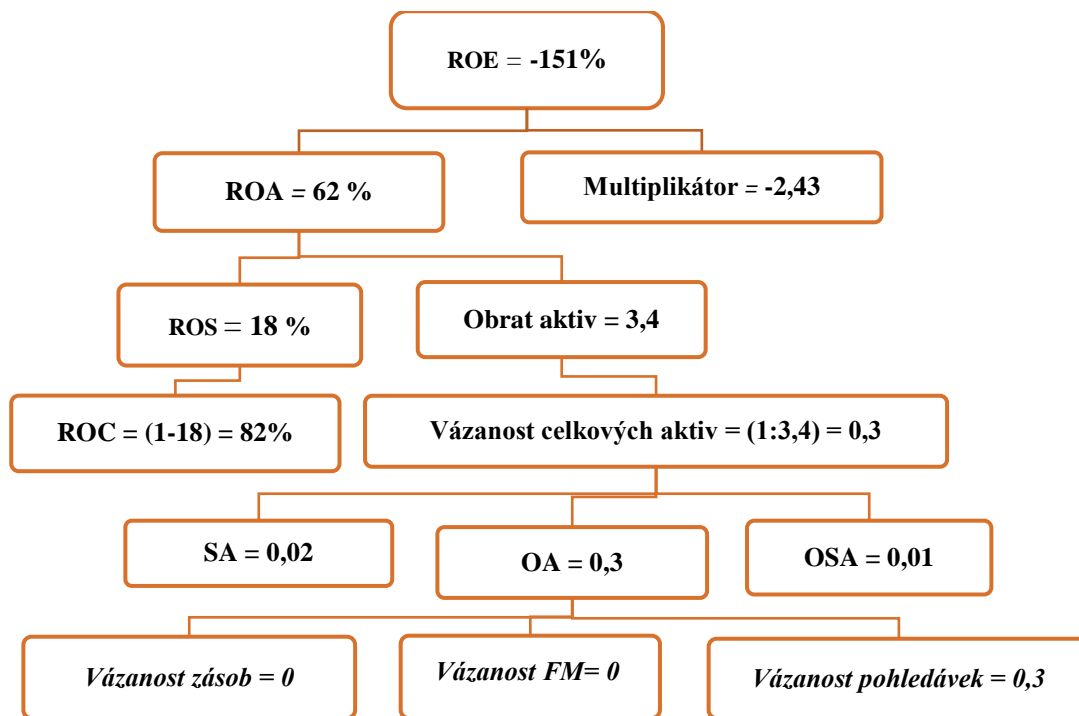 ROE = -151%
ROA = 62 %
Multiplikátor = -2,43
ROS = 18 %
Obrat aktiv = 3,4
ROC = (1-18) = 82%
Vázanost celkových aktiv = (1:3,4) = 0,3
SA = 0,02
OA = 0,3
OSA = 0,01
Vázanost zásob = 0
Vázanost FM= 0
Vázanost pohledávek = 0,3